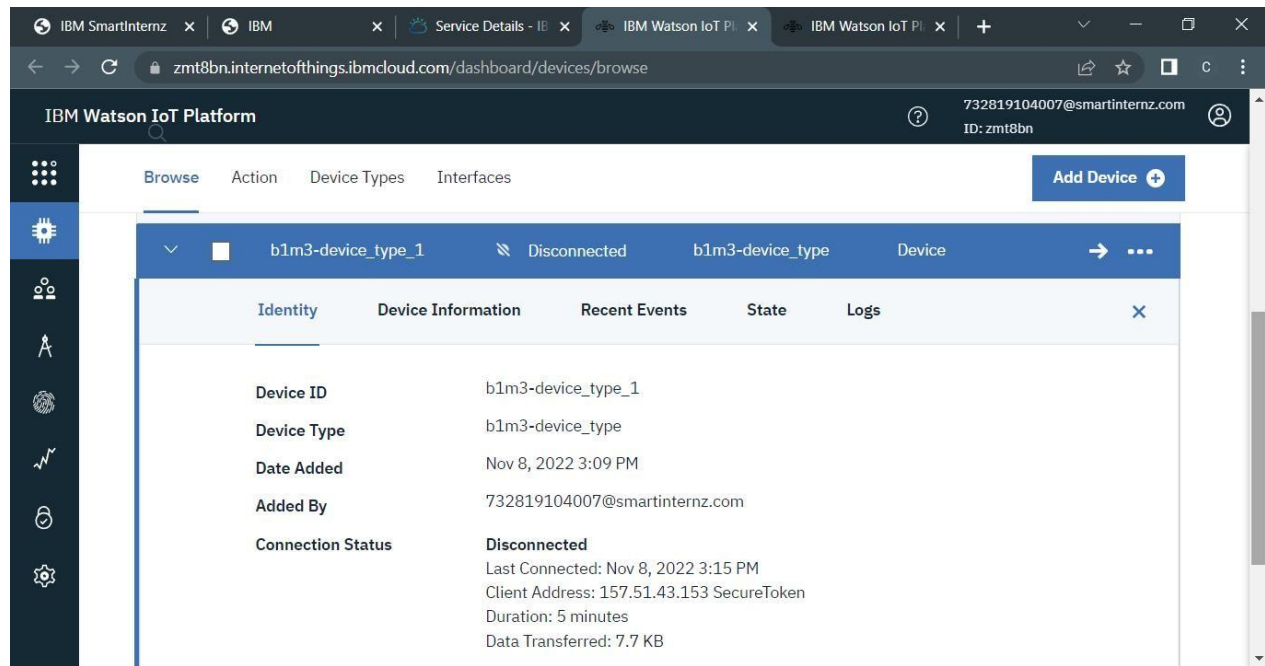 IBM SmartInternz
IBM
Service Details - IB
IBM Watson IoT Pl
IBM Watson IoT Pl
zmt8bn.internetofthings.ibmcloud.com/dashboard/devices/browse
C
IBM Watson IoT Platform
732819104007@smartinternz.com
ID: zmt8bn
Browse Action Device Types Interfaces
Add Device
b1m3-device_type_1 Disconnected b1m3-device_type Device
Identity Device Information Recent Events State Logs
Device ID b1m3-device_type_1
Device Type b1m3-device_type
Date Added Nov 8, 2022 3:09 PM
Added By 732819104007@smartinternz.com
Connection Status Disconnected
Last Connected: Nov 8, 2022 3:15 PM
Client Address: 157.51.43.153 SecureToken
Duration: 5 minutes
Data Transferred: 7.7 KB